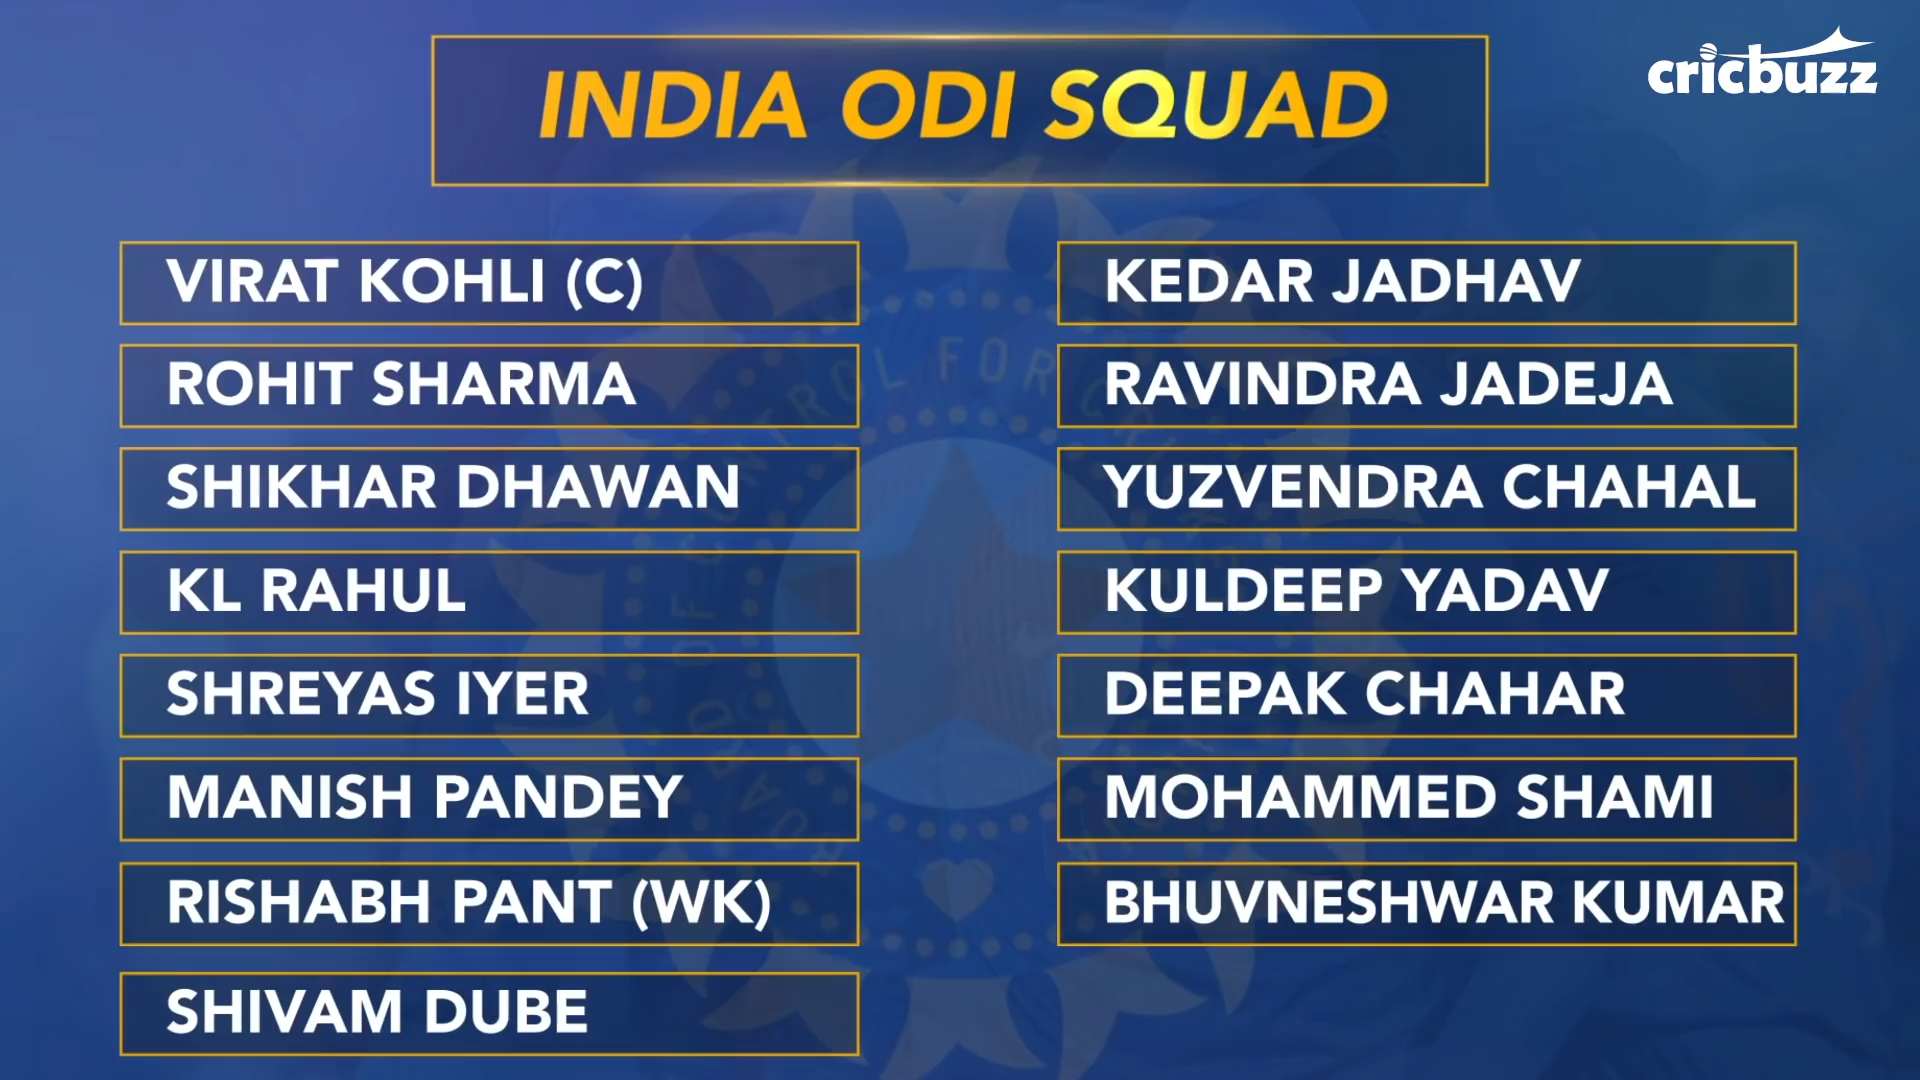 cricbuzz
INDIA ODI SQUAD
VIRAT KOHLI (C)
ROHIT SHARMA
SHIKHAR DHAWAN
KL RAHUL
SHREYAS IYER
MANISH PANDEY
RISHABH PANT (WK)
SHIVAM DUBE
KEDAR JADHAV
RAVINDRA JADEJA
YUZVENDRA CHAHAL
KULDEEP YADAV
DEEPAK CHAHAR
MOHAMMED SHAMI
BHUVNESHWAR KUMAR